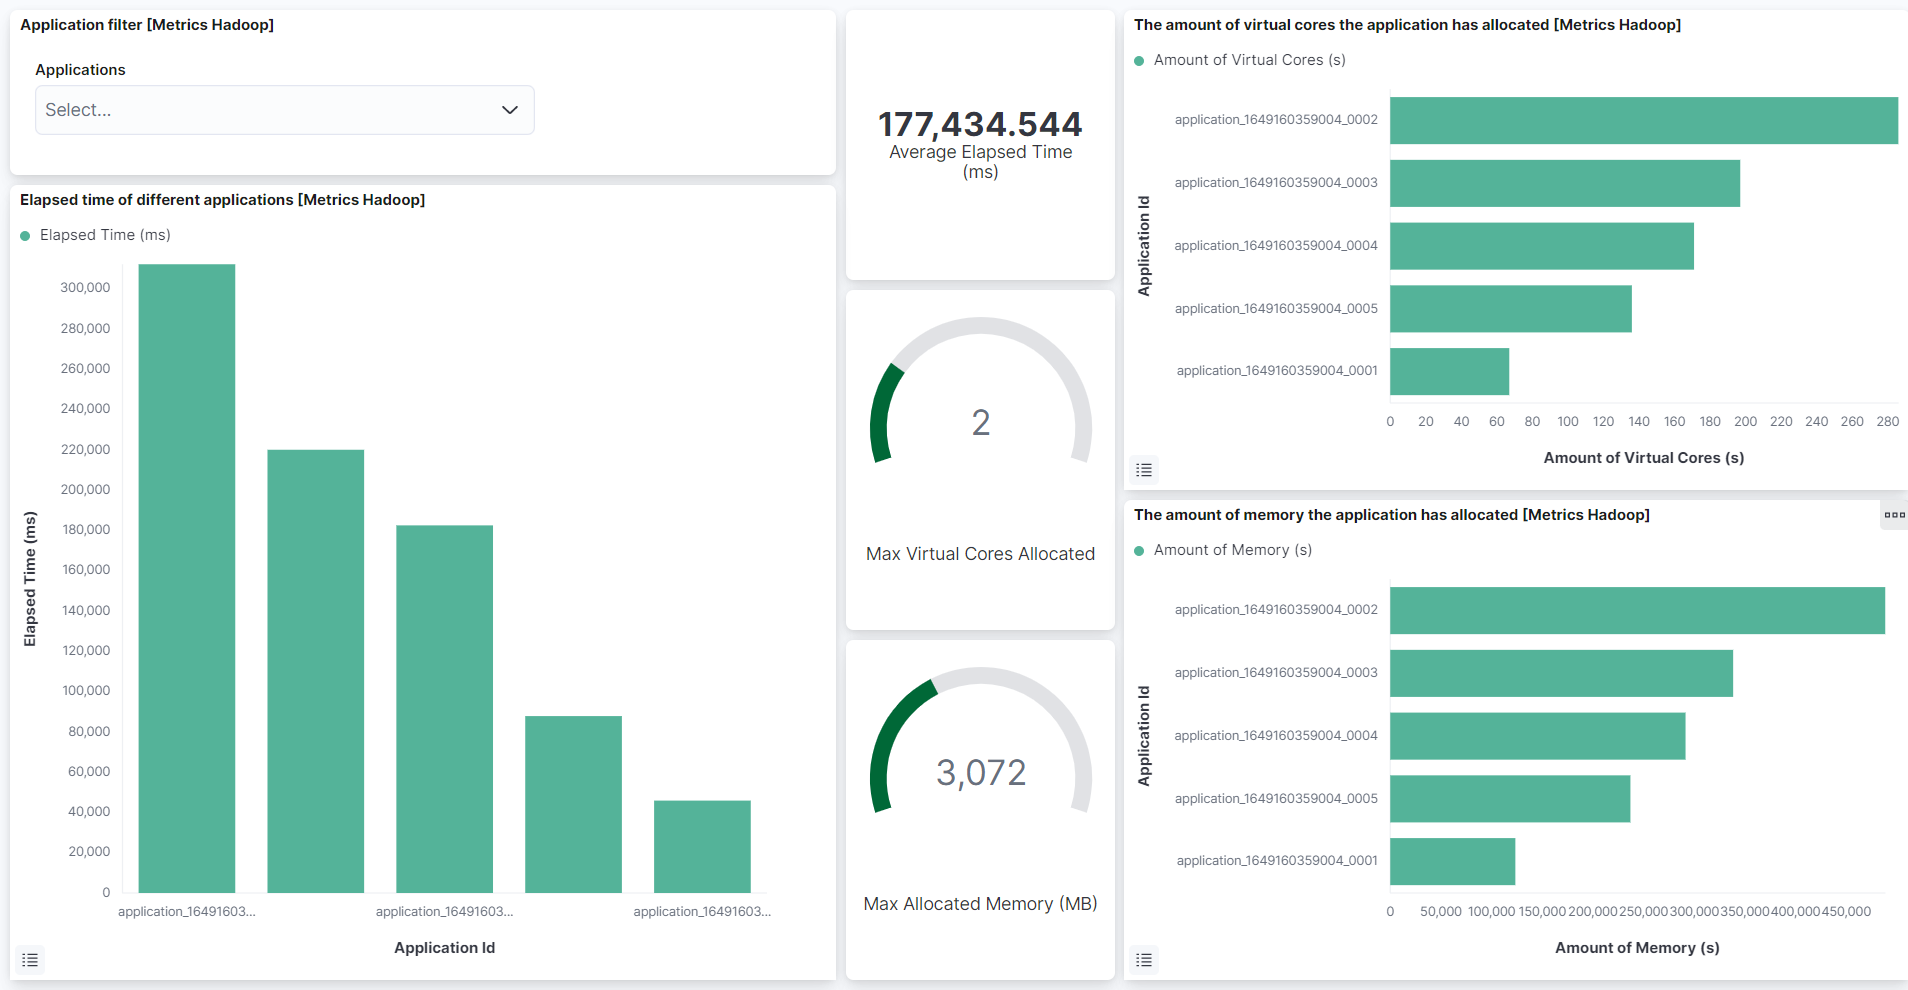 Application filter [Metrics Hadoop]
Applications
Select...
Elapsed time of different applications [Metrics Hadoop]
Elapsed Time (ms)
300,000
280,000
260,000
240,000
220,000
200,000
180,000
160,000
140,000
120,000
100,000
80,000
60,000
40,000
20,000
0
Elapsed Time (ms)
application_16491603...
application_16491603...
application_16491603...
Application Id
177,434.544
Average Elapsed Time
(ms)
2
Max Virtual Cores Allocated
3,072
Max Allocated Memory (MB)
The amount of virtual cores the application has allocated [Metrics Hadoop]
Amount of Virtual Cores (s)
Application Id
application_1649160359004_0002
application_1649160359004_0003
application_1649160359004_0004
application_1649160359004_0005
application_1649160359004_0001
0 20 40 60 80 100 120 140 160 180 200 220 240 260 280
Amount of Virtual Cores (s)
The amount of memory the application has allocated [Metrics Hadoop]
Amount of Memory (s)
Application Id
application_1649160359004_0002
application_1649160359004_0003
application_1649160359004_0004
application_1649160359004_0005
application_1649160359004_0001
0 50,000 100,000 150,000 200,000 250,000 300,000 350,000 400,000 450,000
Amount of Memory (s)